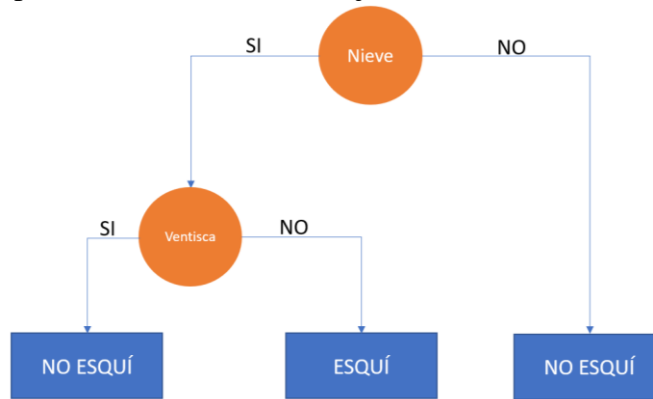 SI
Nieve
NO
SI
Ventisca
NO
NO ESQUÍ
ESQUÍ
NO ESQUÍ